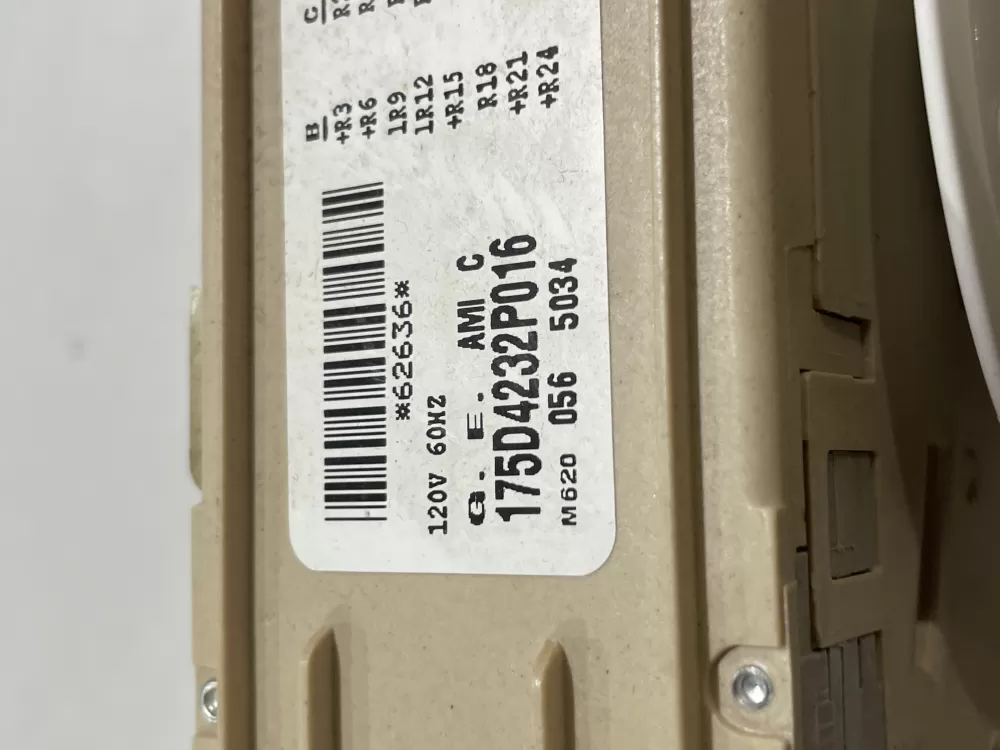 B
+R3
+R6
1R9
1R12
+R15
R18
+R21
+R24
C
*62636*
120V 60HZ
G. E. AMI C
175D4232P016
M620 056 5034